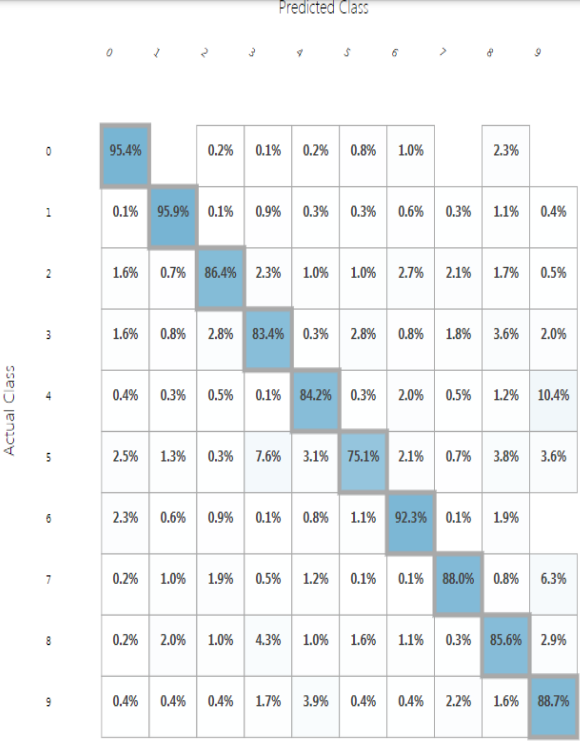 Predicted Class
0 1 2 3 4 5 6 7 8 9
0 95.4% 0.2% 0.1% 0.2% 0.8% 1.0% 2.3%
1 0.1% 95.9% 0.1% 0.9% 0.3% 0.3% 0.6% 0.3% 1.1% 0.4%
2 1.6% 0.7% 86.4% 2.3% 1.0% 1.0% 2.7% 2.1% 1.7% 0.5%
3 1.6% 0.8% 2.8% 83.4% 0.3% 2.8% 0.8% 1.8% 3.6% 2.0%
4 0.4% 0.3% 0.5% 0.1% 84.2% 0.3% 2.0% 0.5% 1.2% 10.4%
5 2.5% 1.3% 0.3% 7.6% 3.1% 75.1% 2.1% 0.7% 3.8% 3.6%
6 2.3% 0.6% 0.9% 0.1% 0.8% 1.1% 92.3% 0.1% 1.9%
7 0.2% 1.0% 1.9% 0.5% 1.2% 0.1% 0.1% 88.0% 0.8% 6.3%
8 0.2% 2.0% 1.0% 4.3% 1.0% 1.6% 1.1% 0.3% 85.6% 2.9%
9 0.4% 0.4% 0.4% 1.7% 3.9% 0.4% 0.4% 2.2% 1.6% 88.7%
Actual Class